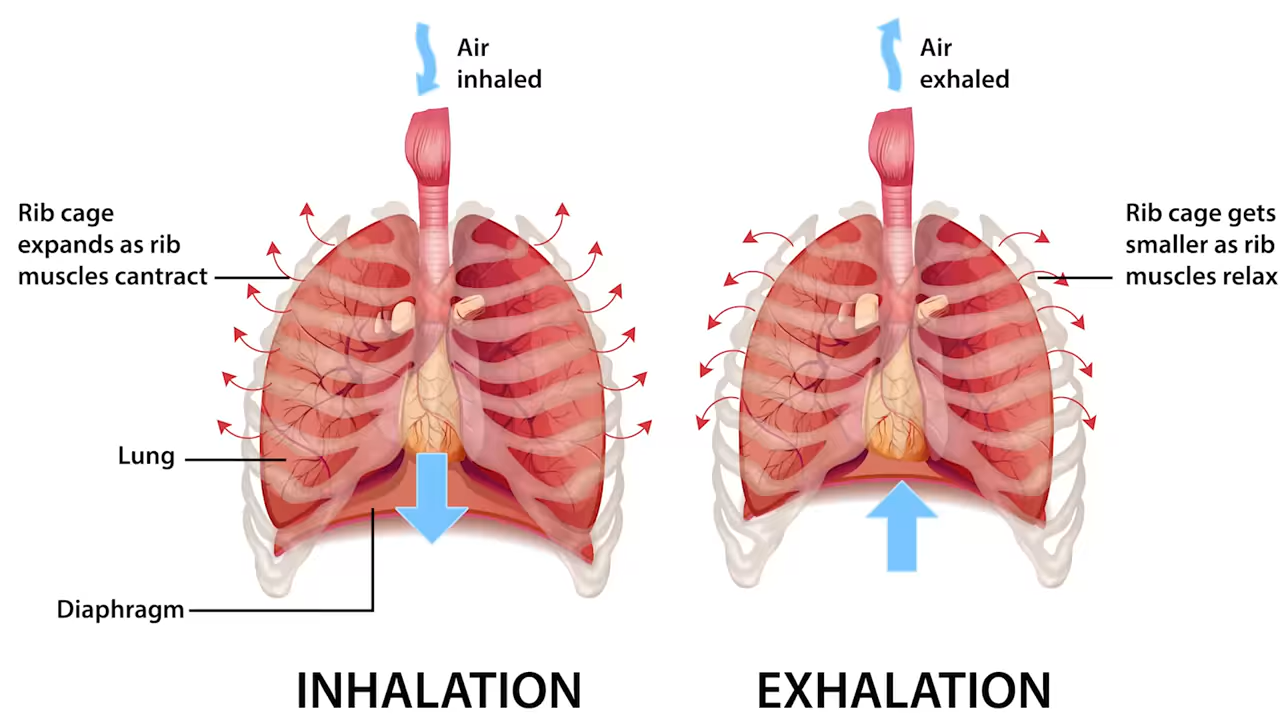 Air
inhaled
Rib cage
expands as rib
muscles cantract
Lung
Diaphragm
INHALATION
Air
exhaled
Rib cage gets
smaller as rib
muscles relax
EXHALATION